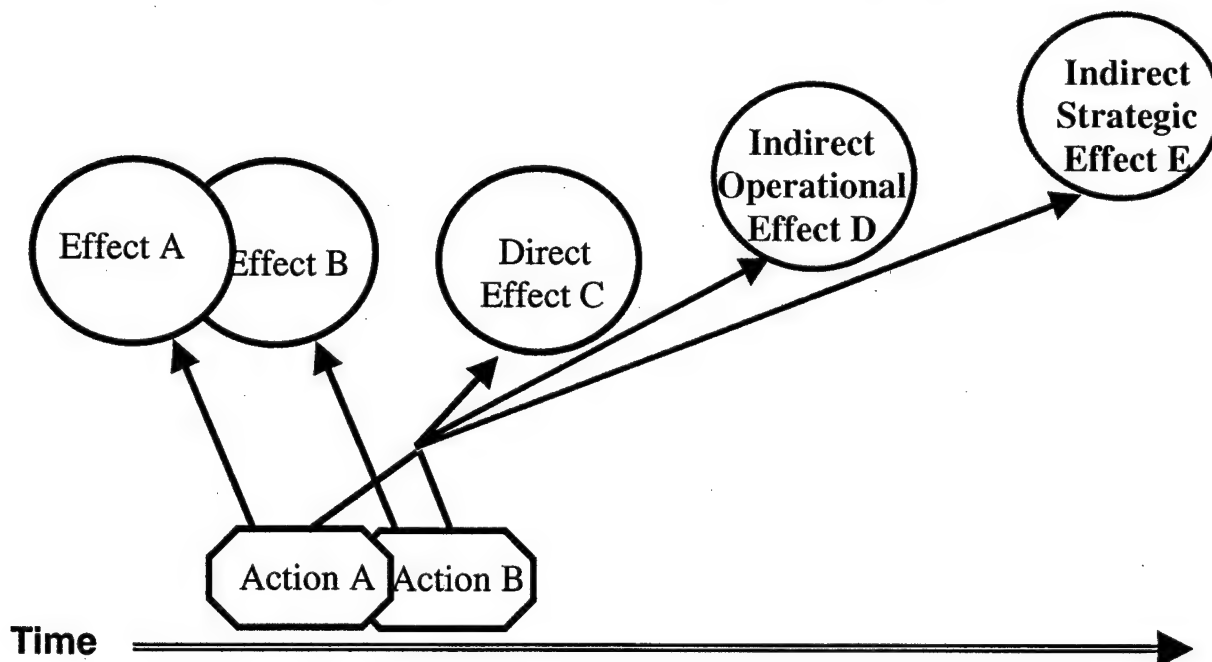 Indirect
Strategic
Effect E
Indirect
Operational
Effect D
Effect A
Effect B
Direct
Effect C
Action A
Action B
Time